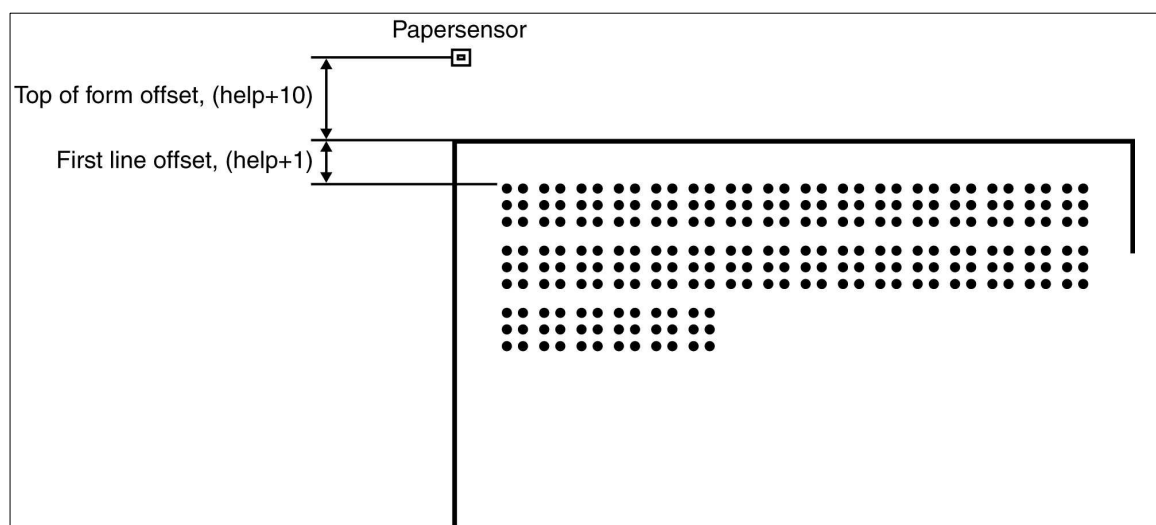 Papersensor
Top of form offset, (help+10)
First line offset, (help+1)